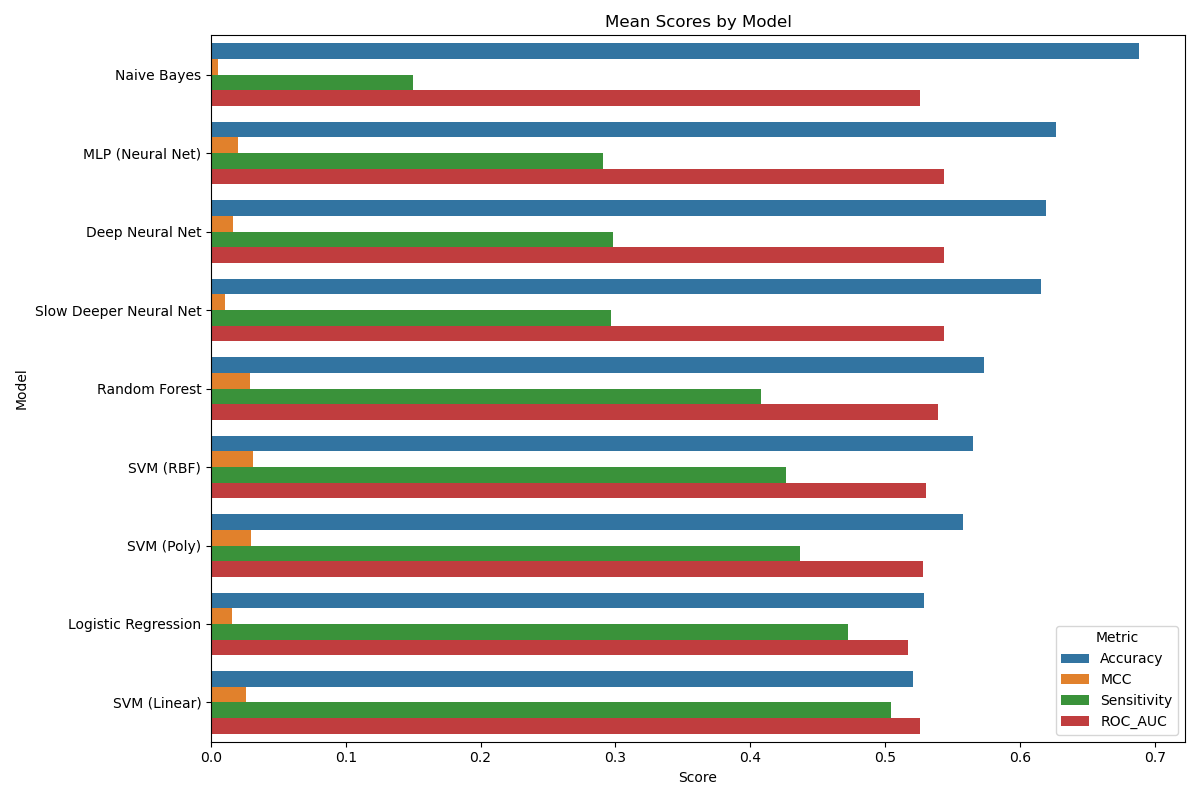 Mean Scores by Model
Model
Naive Bayes
MLP (Neural Net)
Deep Neural Net
Slow Deeper Neural Net
Random Forest
SVM (RBF)
SVM (Poly)
Logistic Regression
SVM (Linear)
Metric
Accuracy
MCC
Sensitivity
ROC_AUC
0.0 0.1 0.2 0.3 0.4 0.5 0.6 0.7
Score